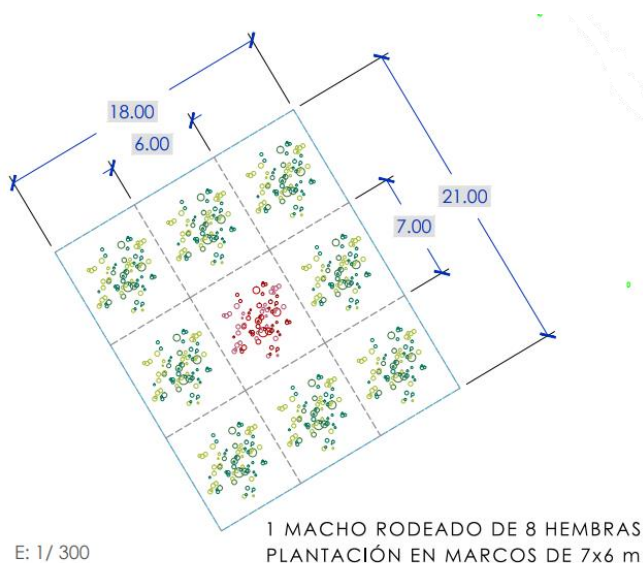 18.00
6.00
21.00
7.00
1 MACHO RODEADO DE 8 HEMBRAS
E: 1/ 300
PLANTACIÓN EN MARCOS DE 7x6 m